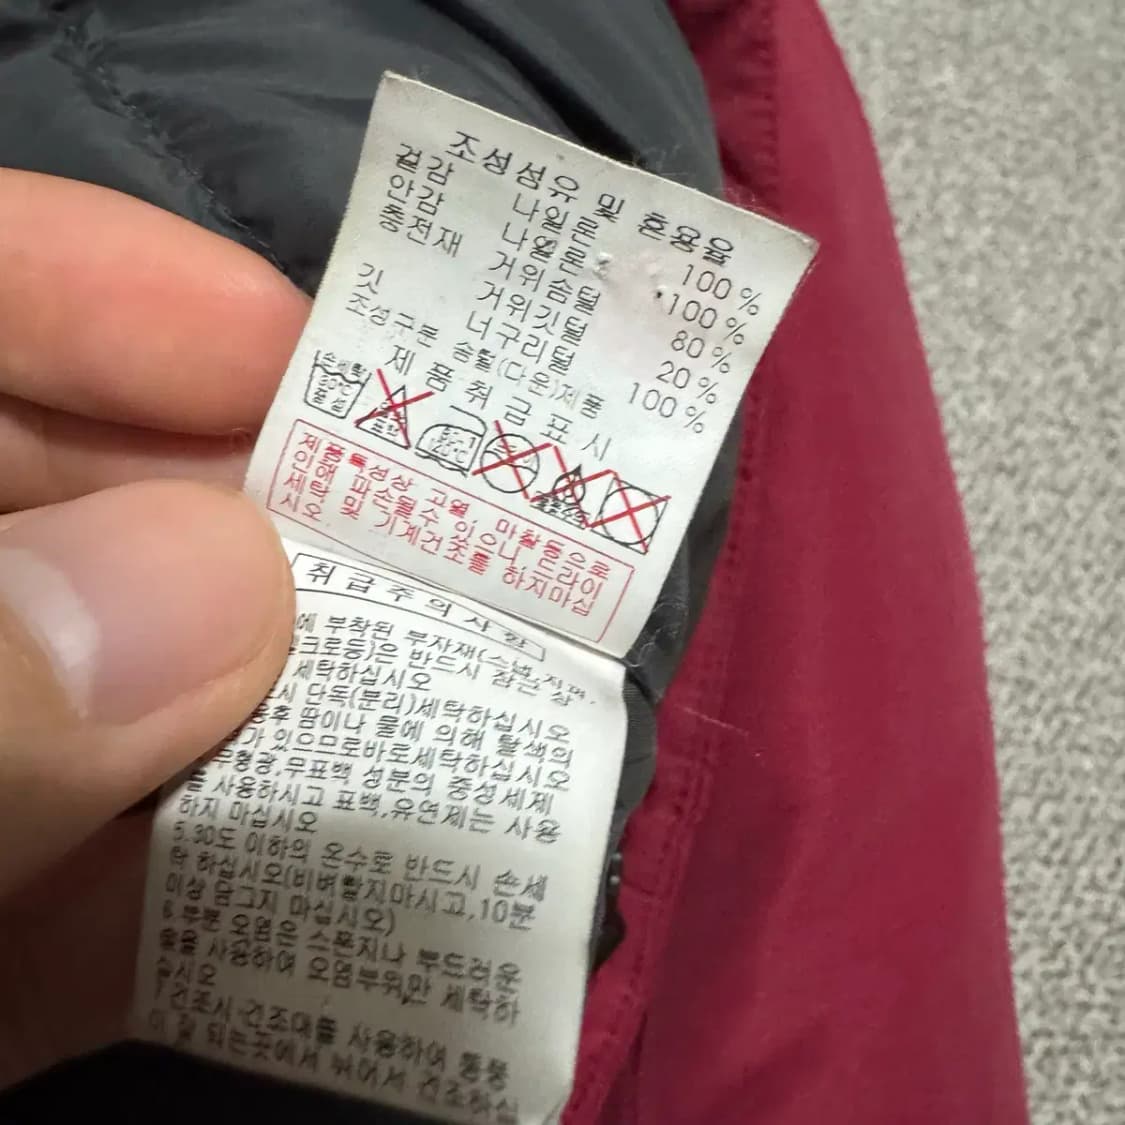 조성섬유 및 혼용율
겉감 나일론 100%
안감 나일론 100%
충전재 거위솜털 80%
거위깃털 20%
깃 너구리털 100%
조성구분 솜털(다운)제품
제품취급표시
손세탁
30℃
중성
제품특성상 고열, 마찰등으로
인해 파손될수 있으니 드라이
세탁 및 기계건조를 하지마십
시오
취급주의사항
에 부착된 부자재(스냅,지퍼,
크로등)은 반드시 잠근
세탁하십시오
시 단독(분리)세탁하십시오
후 땀이나 물에 의해 탈색의
가 있으므로바로세탁하십시오
무형광,무표백 성분의 중성세제
를 사용하시고 표백,유연제는 사용
하지 마십시오
5.30도 이하의 온수로 반드시 손세
탁 하십시오(비벼빨지마시고,10분
이상 담그지 마십시오)
6.부분 오염은 스폰지나 부드러운
사용하여 오염부위만 세탁하
십시오
건조시 건조대를 사용하여 통풍
이 잘 되는곳에서 뉘어서 건조하십